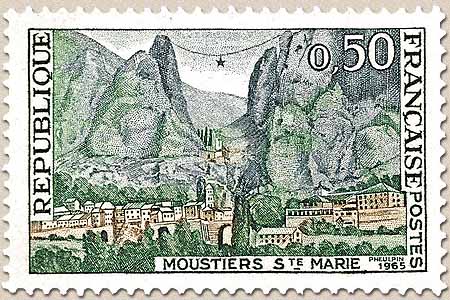 RÉPUBLIQUE
0,50
FRANÇAISE
POSTES
MOUSTIERS STE MARIE
PHEULPIN
1965